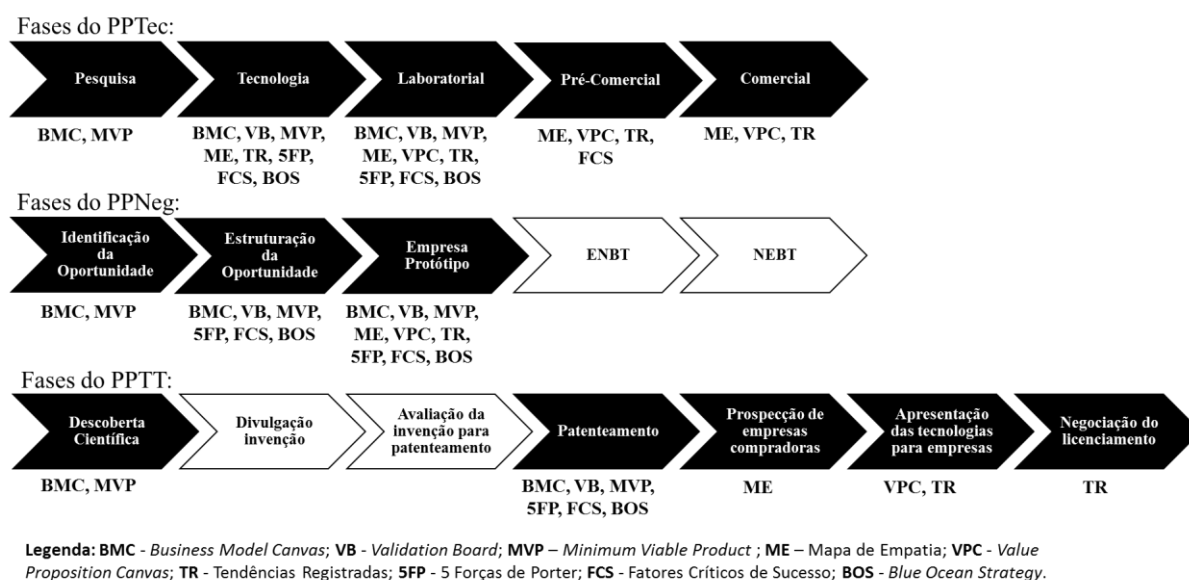 Fases do PPTec:
Pesquisa
Tecnologia
Laboratorial
Pré-Comercial
Comercial
BMC, MVP
BMC, VB, MVP,
ME, TR, 5FP,
FCS, BOS
BMC, VB, MVP,
ME, VPC, TR,
5FP, FCS, BOS
ME, VPC, TR,
FCS
ME, VPC, TR
Fases do PPNeg:
Identificação
da
Oportunidade
Estruturação
da
Oportunidade
Empresa
Protótipo
ENBT
NEBT
BMC, MVP
BMC, VB, MVP,
5FP, FCS, BOS
BMC, VB, MVP,
ME, VPC, TR,
5FP, FCS, BOS
Fases do PPTT:
Descoberta
Científica
Divulgação
invenção
Avaliação da
invenção para
patenteamento
Patenteamento
Prospecção de
empresas
compradoras
Apresentação
das tecnologias
para empresas
Negociação do
licenciamento
BMC, MVP
BMC, VB, MVP,
5FP, FCS, BOS
ME
VPC, TR
TR
Legenda: BMC - Business Model Canvas; VB - Validation Board; MVP – Minimum Viable Product ; ME – Mapa de Empatia; VPC - Value
Proposition Canvas; TR - Tendências Registradas; 5FP - 5 Forças de Porter; FCS - Fatores Críticos de Sucesso; BOS - Blue Ocean Strategy.